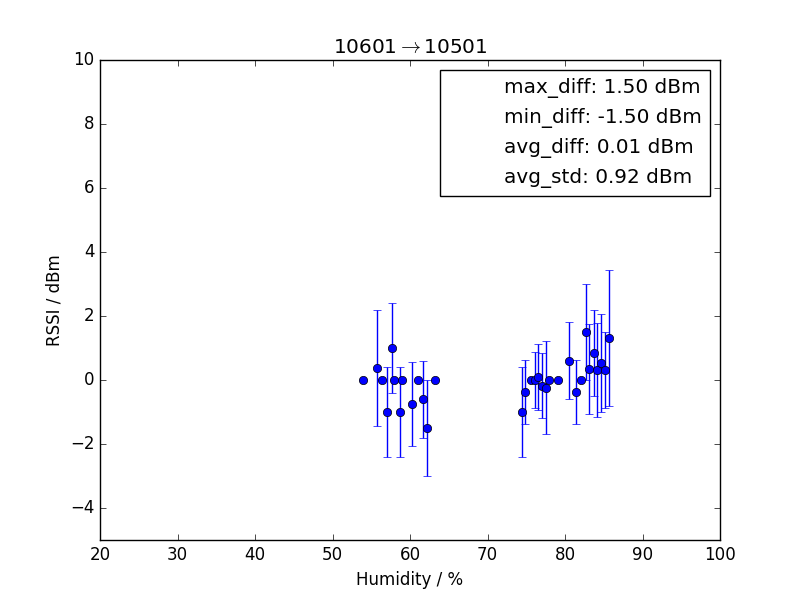 10601→10501
max_diff: 1.50 dBm
min_diff: -1.50 dBm
avg_diff: 0.01 dBm
avg_std: 0.92 dBm
10
8
6
4
2
0
−2
−4
RSSI / dBm
20 30 40 50 60 70 80 90 100
Humidity / %